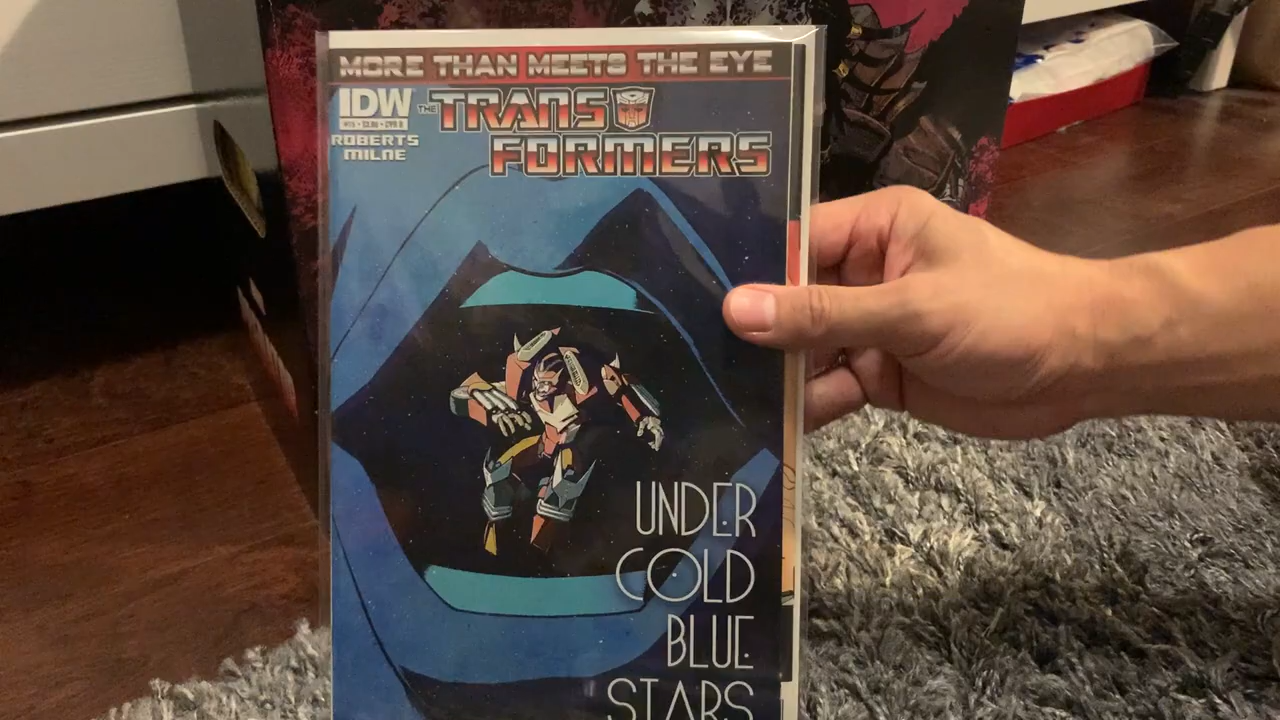 MORE THAN MEETS THE EYE
IDW
THE TRANS
FORMERS
ROBERTS
MILNE
UNDER
COLD
BLUE
STARS